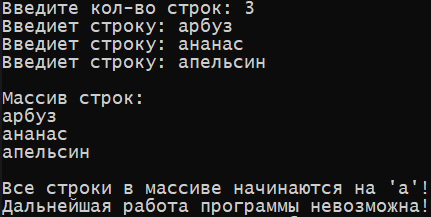 Введите кол-во строк: 3
Введиет строку: арбуз
Введиет строку: ананас
Введиет строку: апельсин
Массив строк:
арбуз
ананас
апельсин
Все строки в массиве начинаются на 'а'!
Дальнейшая работа программы невозможна!